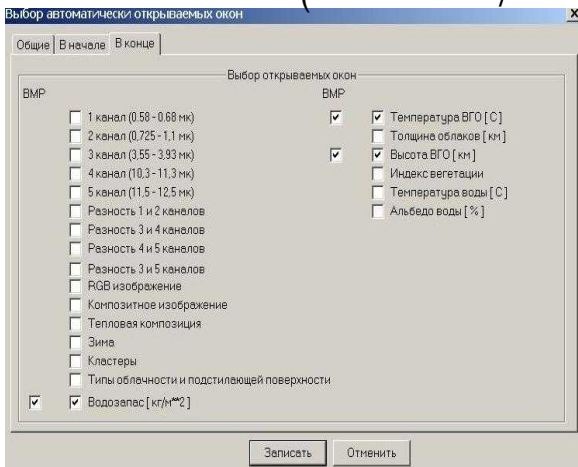 Выбор автоматически открываемых окон
Общие В начале В конце
Выбор открываемых окон
BMP
1 канал (0.58 - 0.68 мк)
2 канал (0,725 - 1,1 мк)
3 канал (3,55 - 3,93 мк)
4 канал (10,3 - 11,3 мк)
5 канал (11,5 - 12,5 мк)
Разность 1 и 2 каналов
Разность 3 и 4 каналов
Разность 4 и 5 каналов
Разность 3 и 5 каналов
RGB изображение
Композитное изображение
Тепловая композиция
Зима
Кластеры
Типы облачности и подстилающей поверхности
Водозапас [ кг/м**2 ]
BMP
Температура ВГО [ C ]
Толщина облаков [ км ]
Высота ВГО [ км ]
Индекс вегетации
Температура воды [ C ]
Альбедо воды [ % ]
Записать Отменить